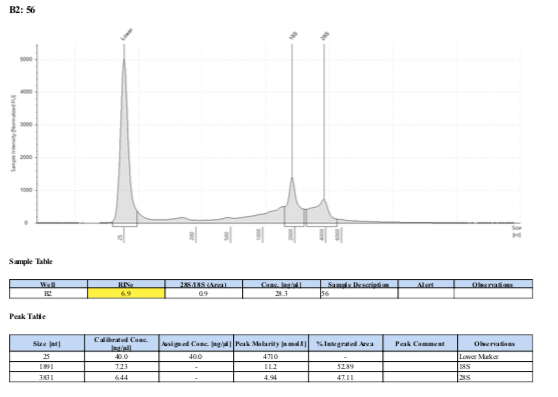 B2: 56
Lower
18S
28S
Sample Intensity [Normalized FU]
5000
4000
3000
2000
1000
0
25
200
500
1000
2000
4000
6000
Size [nt]
Sample Table
Well RINe 28S/18S (Area) Conc. [ng/µl] Sample Description Alert Observations
B2 6.9 0.9 28.3 56
Peak Table
Size [nt] Calibrated Conc. [ng/µl] Assigned Conc. [ng/µl] Peak Molarity [nmol/l] % Integrated Area Peak Comment Observations
25 40.0 40.0 4710 - Lower Marker
1891 7.23 - 11.2 52.89 18S
3831 6.44 - 4.94 47.11 28S